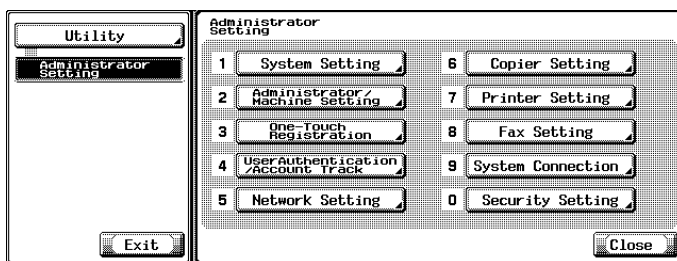 Utility
Administrator
Setting
Exit
Administrator
Setting
1 System Setting
2 Administrator/
Machine Setting
3 One-Touch
Registration
4 UserAuthentication
/Account Track
5 Network Setting
6 Copier Setting
7 Printer Setting
8 Fax Setting
9 System Connection
0 Security Setting
Close